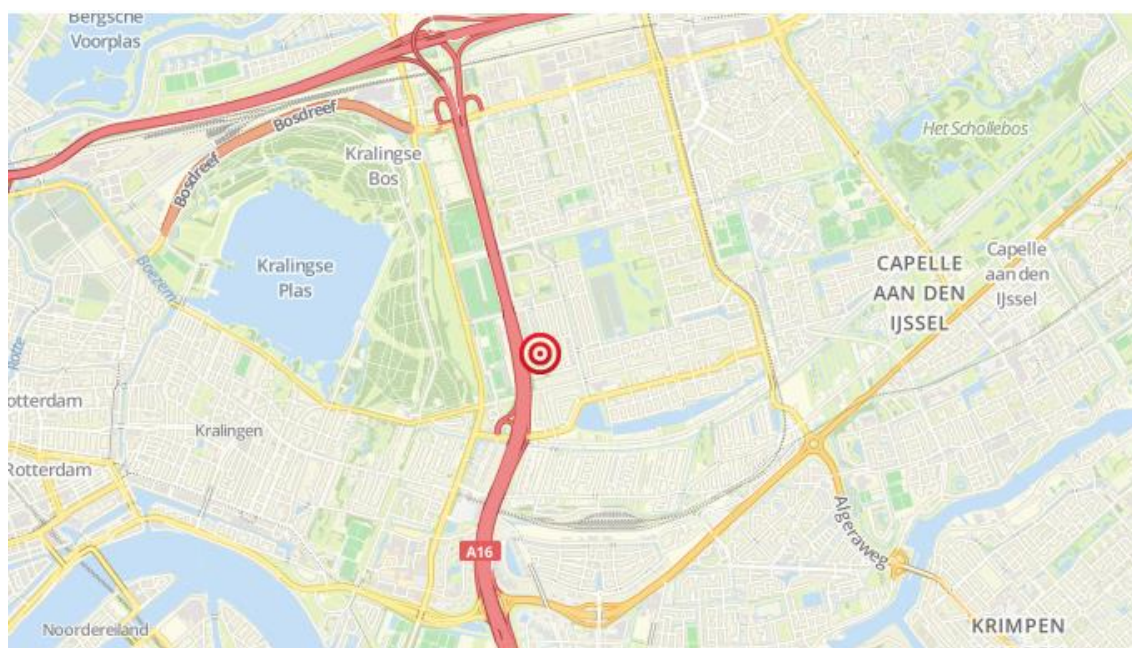 Bergsche
Voorplas
Bosdreef
Bosdreef
Kralingse
Bos
Het Schollebos
Kralingse
Plas
Boezem
CAPELLE
AAN DEN
IJSSEL
Capelle
aan den
IJssel
Rotte
otterdam
Kralingen
Rotterdam
Algeraweg
A16
Noordereiland
KRIMPEN